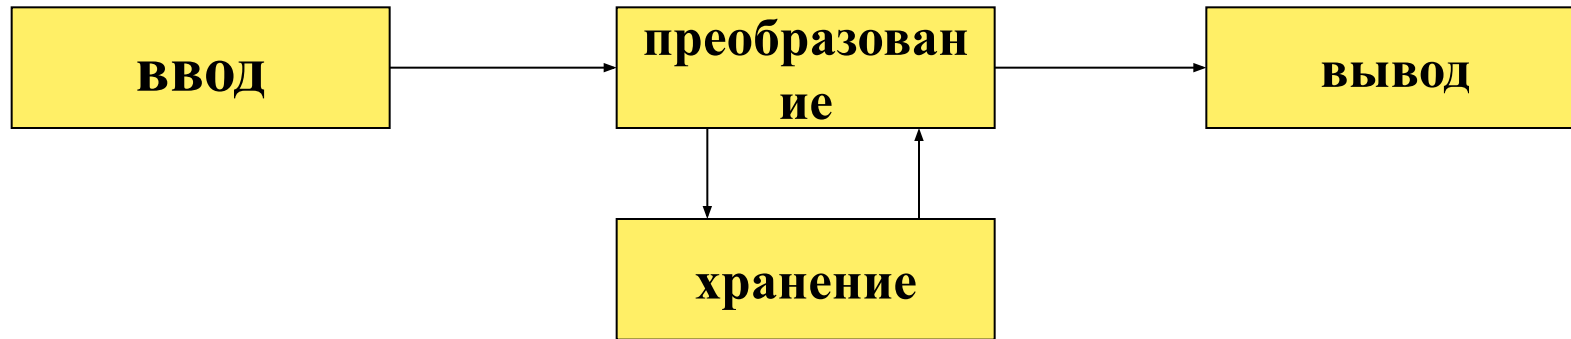 ввод
преобразован
ие
вывод
хранение